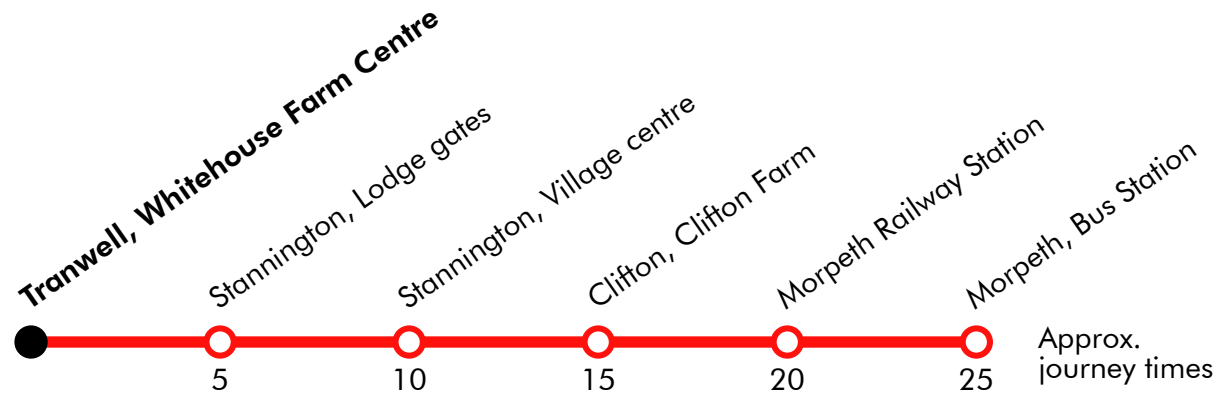 Tranwell, Whitehouse Farm Centre
Stannington, Lodge gates
Stannington, Village centre
Clifton, Clifton Farm
Morpeth Railway Station
Morpeth, Bus Station
5
10
15
20
25
Approx.
journey times